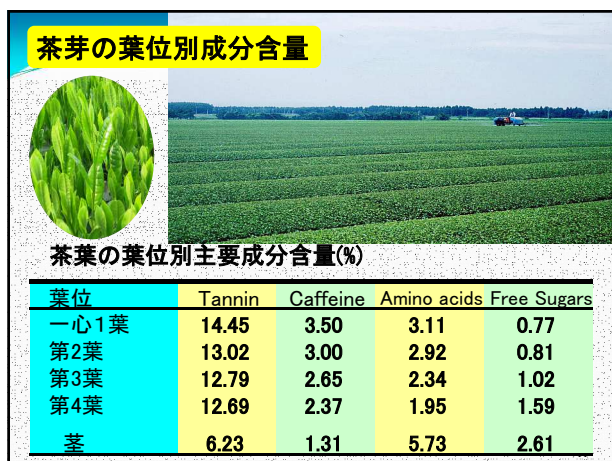 茶芽の葉位別成分含量
茶葉の葉位別主要成分含量(%)
葉位 Tannin Caffeine Amino acids Free Sugars
一心1葉 14.45 3.50 3.11 0.77
第2葉 13.02 3.00 2.92 0.81
第3葉 12.79 2.65 2.34 1.02
第4葉 12.69 2.37 1.95 1.59
茎 6.23 1.31 5.73 2.61